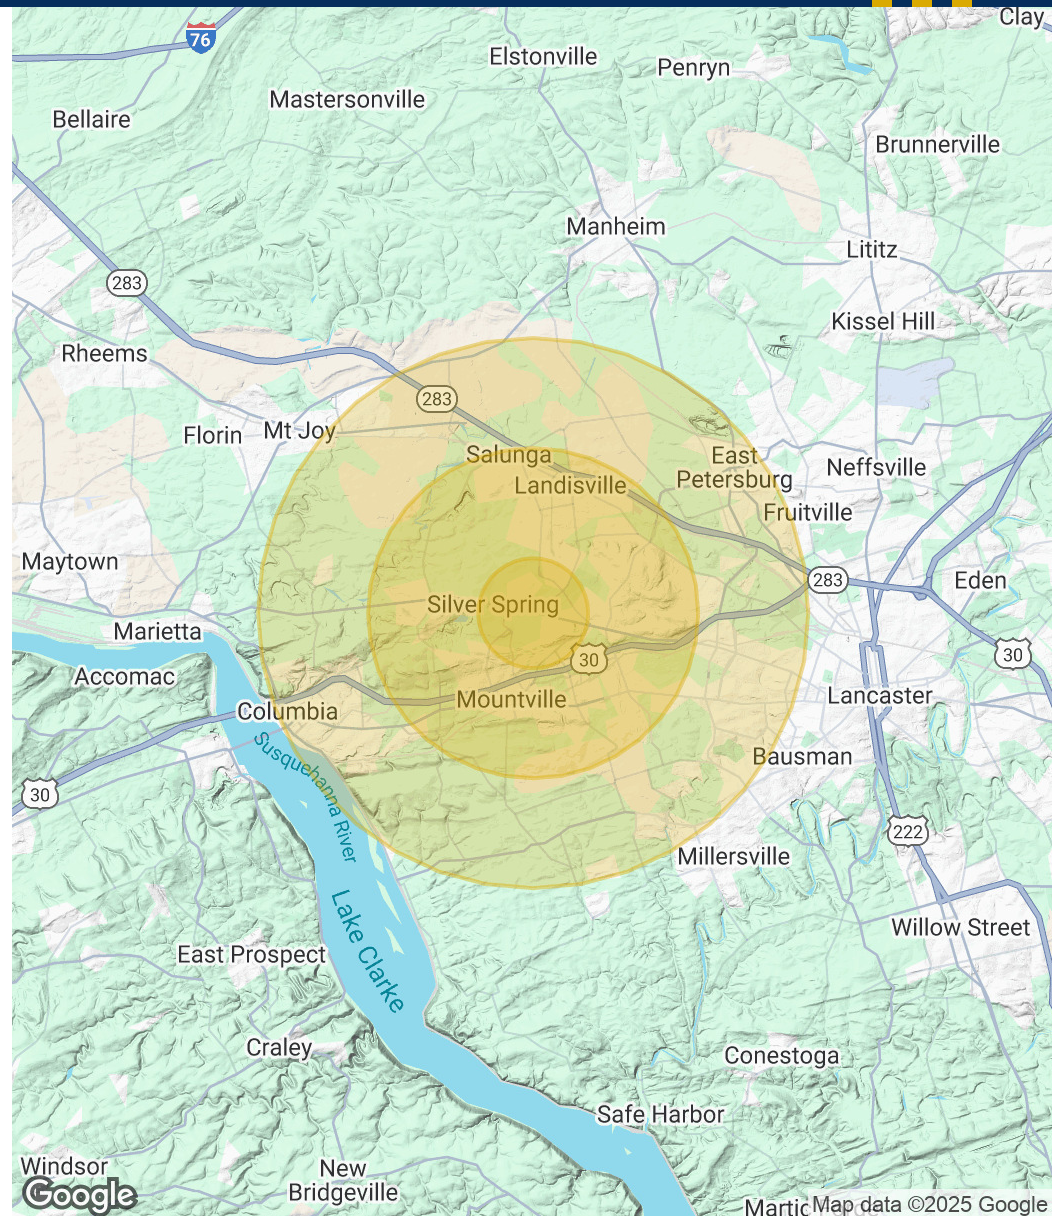 Clay
76
Elstonville
Penryn
Mastersonville
Bellaire
Brunnerville
Manheim
Lititz
283
Kissel Hill
Rheems
283
Florin
Mt Joy
Salunga
East
Petersburg
Neffsville
Landisville
Fruitville
Maytown
283
Eden
Silver Spring
Marietta
30
30
Accomac
Lancaster
Mountville
Columbia
Susquehanna River
Bausman
30
222
Millersville
Lake Clarke
Willow Street
East Prospect
Craley
Conestoga
Safe Harbor
Windsor
New
Bridgeville
Google
Martic
Map data ©2025 Google